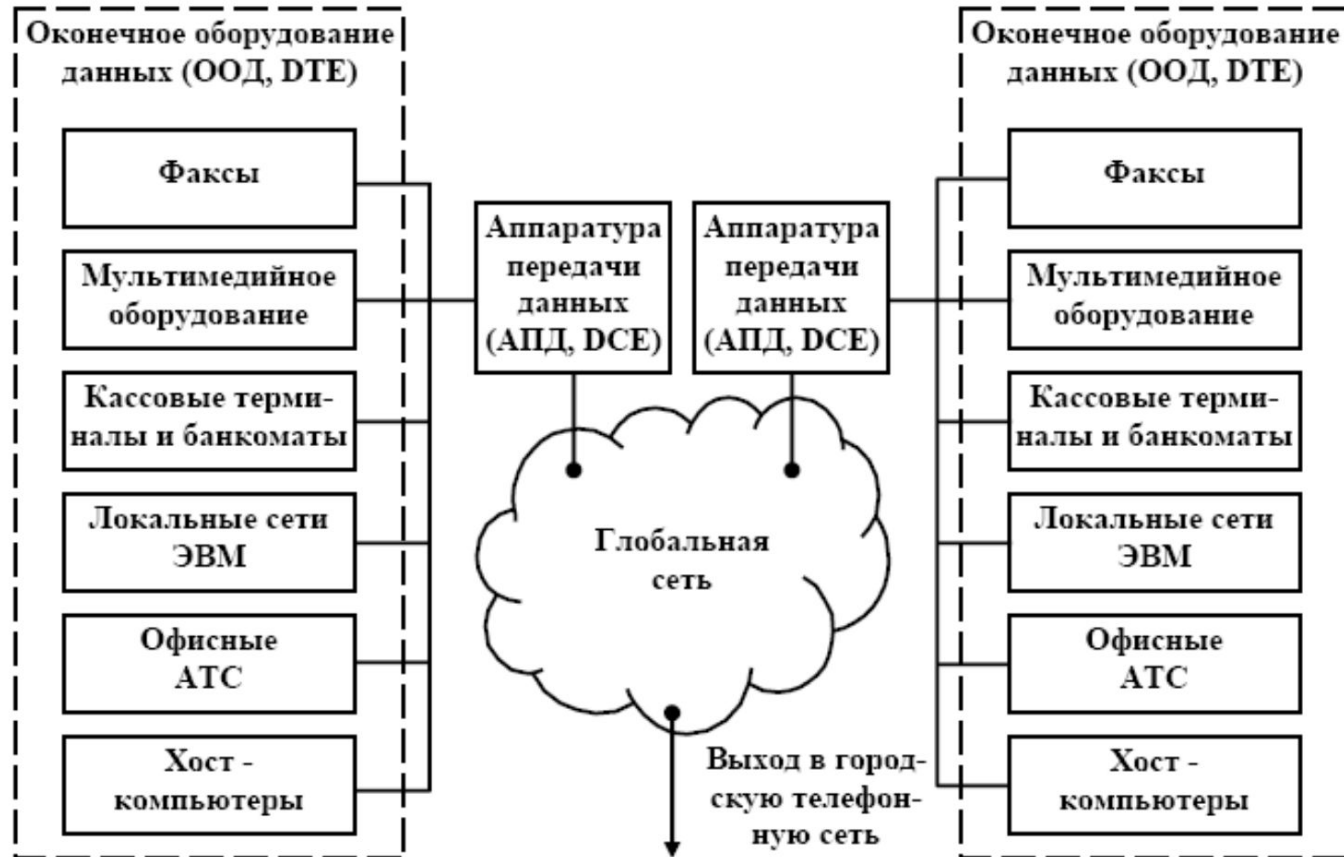 Оконечное оборудование
данных (ООД, DTE)
Факсы
Мультимедийное
оборудование
Кассовые терми-
налы и банкоматы
Локальные сети
ЭВМ
Офисные
АТС
Хост -
компьютеры
Аппаратура
передачи
данных
(АПД, DCE)
Аппаратура
передачи
данных
(АПД, DCE)
Глобальная
сеть
Выход в город-
скую телефон-
ную сеть
Оконечное оборудование
данных (ООД, DTE)
Факсы
Мультимедийное
оборудование
Кассовые терми-
налы и банкоматы
Локальные сети
ЭВМ
Офисные
АТС
Хост -
компьютеры